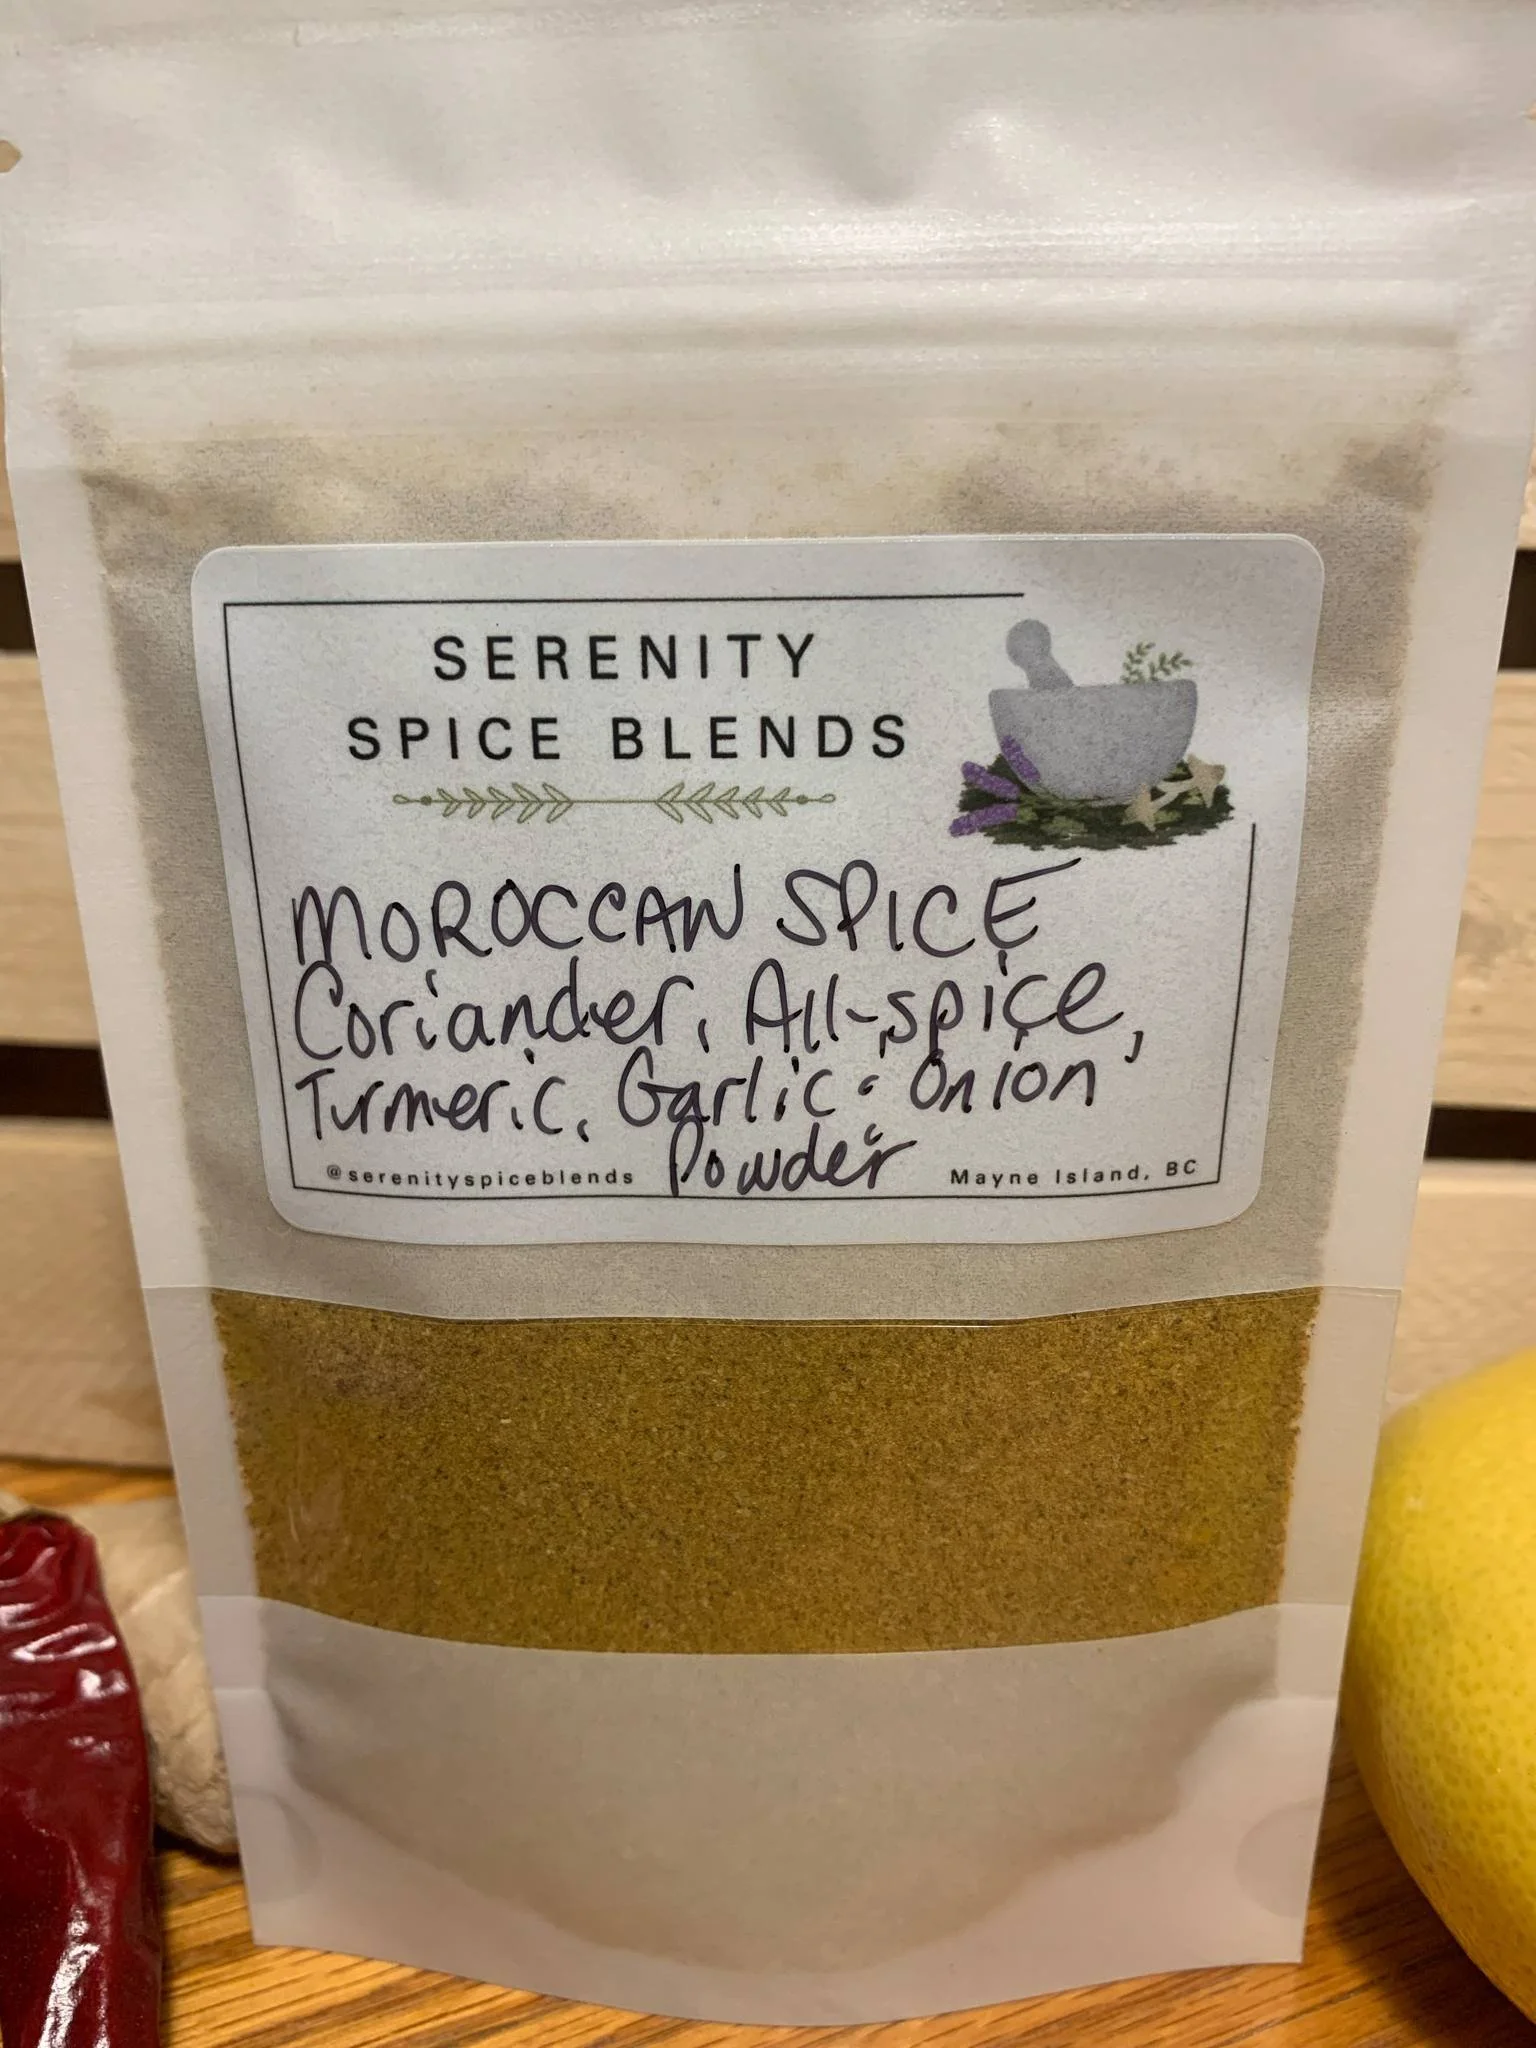 SERENITY
SPICE BLENDS
MOROCCAN SPICE
Coriander, All-spice,
Turmeric, Garlic & Onion
Powder
@serenityspiceblends
Mayne Island, BC